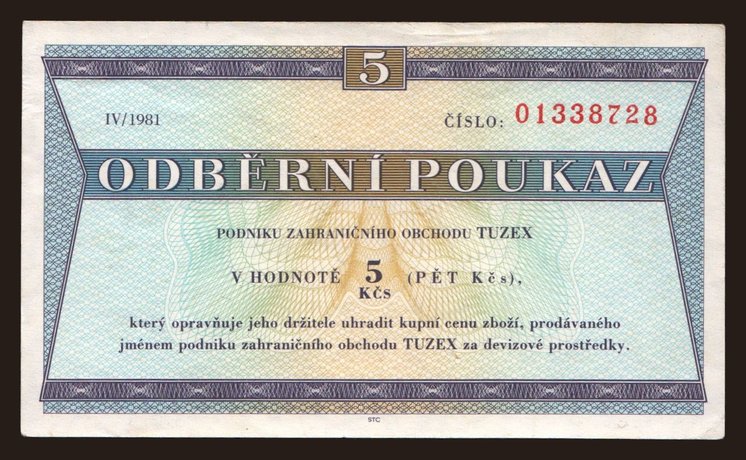 5
IV/1981
ČÍSLO: 01338728
ODBĚRNÍ POUKAZ
PODNIKU ZAHRANIČNÍHO OBCHODU TUZEX
V HODNOTĚ 5 KČS (PĚT Kčs),
který opravňuje jeho držitele uhradit kupní cenu zboží, prodávaného
jménem podniku zahraničního obchodu TUZEX za devizové prostředky.
STC